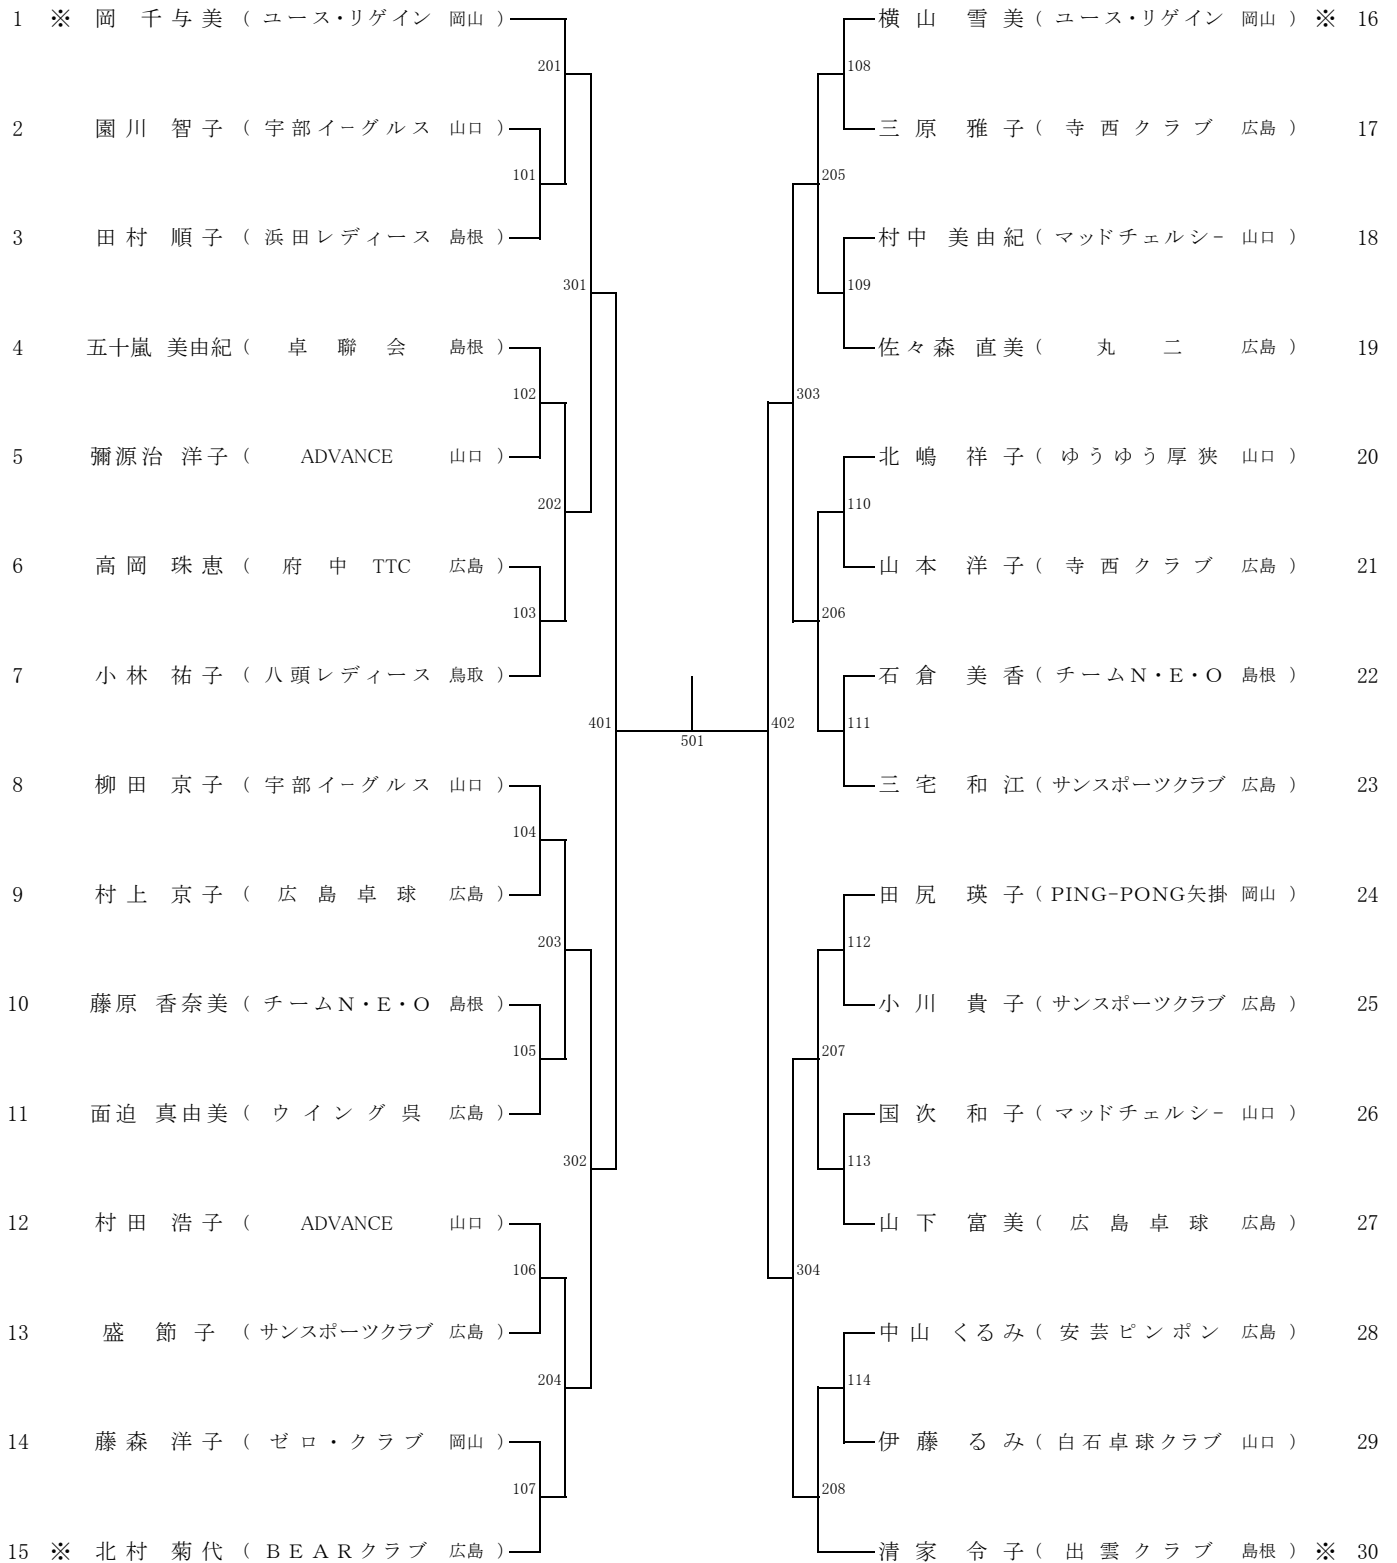 1 ※ 岡 千与美 ( ユース・リゲイン 岡山 )
201
2 園川 智子 ( 宇部イーグルス 山口 )
101
3 田村 順子 ( 浜田レディース 島根 )
301
4 五十嵐 美由紀 ( 卓聯会 島根 )
102
5 彌源治 洋子 ( ADVANCE 山口 )
202
6 高岡 珠恵 ( 府中 TTC 広島 )
103
7 小林 祐子 ( 八頭レディース 鳥取 )
401
8 柳田 京子 ( 宇部イーグルス 山口 )
104
9 村上 京子 ( 広島卓球 広島 )
203
10 藤原 香奈美 ( チームN・E・O 島根 )
105
11 面迫 真由美 ( ウイング呉 広島 )
302
12 村田 浩子 ( ADVANCE 山口 )
106
13 盛 節子 ( サンスポーツクラブ 広島 )
204
14 藤森 洋子 ( ゼロ・クラブ 岡山 )
107
15 ※ 北村 菊代 ( BEARクラブ 広島 )
501
横山 雪美 ( ユース・リゲイン 岡山 ) ※ 16
108
三原 雅子 ( 寺西クラブ 広島 ) 17
205
村中 美由紀 ( マッドチェルシー 山口 ) 18
109
佐々森 直美 ( 丸二 広島 ) 19
303
北嶋 祥子 ( ゆうゆう厚狭 山口 ) 20
110
山本 洋子 ( 寺西クラブ 広島 ) 21
206
石倉 美香 ( チームN・E・O 島根 ) 22
402
111
三宅 和江 ( サンスポーツクラブ 広島 ) 23
田尻 瑛子 ( PING-PONG矢掛 岡山 ) 24
112
小川 貴子 ( サンスポーツクラブ 広島 ) 25
207
国次 和子 ( マッドチェルシー 山口 ) 26
113
山下 富美 ( 広島卓球 広島 ) 27
304
中山 くるみ ( 安芸ピンポン 広島 ) 28
114
伊藤 るみ ( 白石卓球クラブ 山口 ) 29
208
清家 令子 ( 出雲クラブ 島根 ) ※ 30